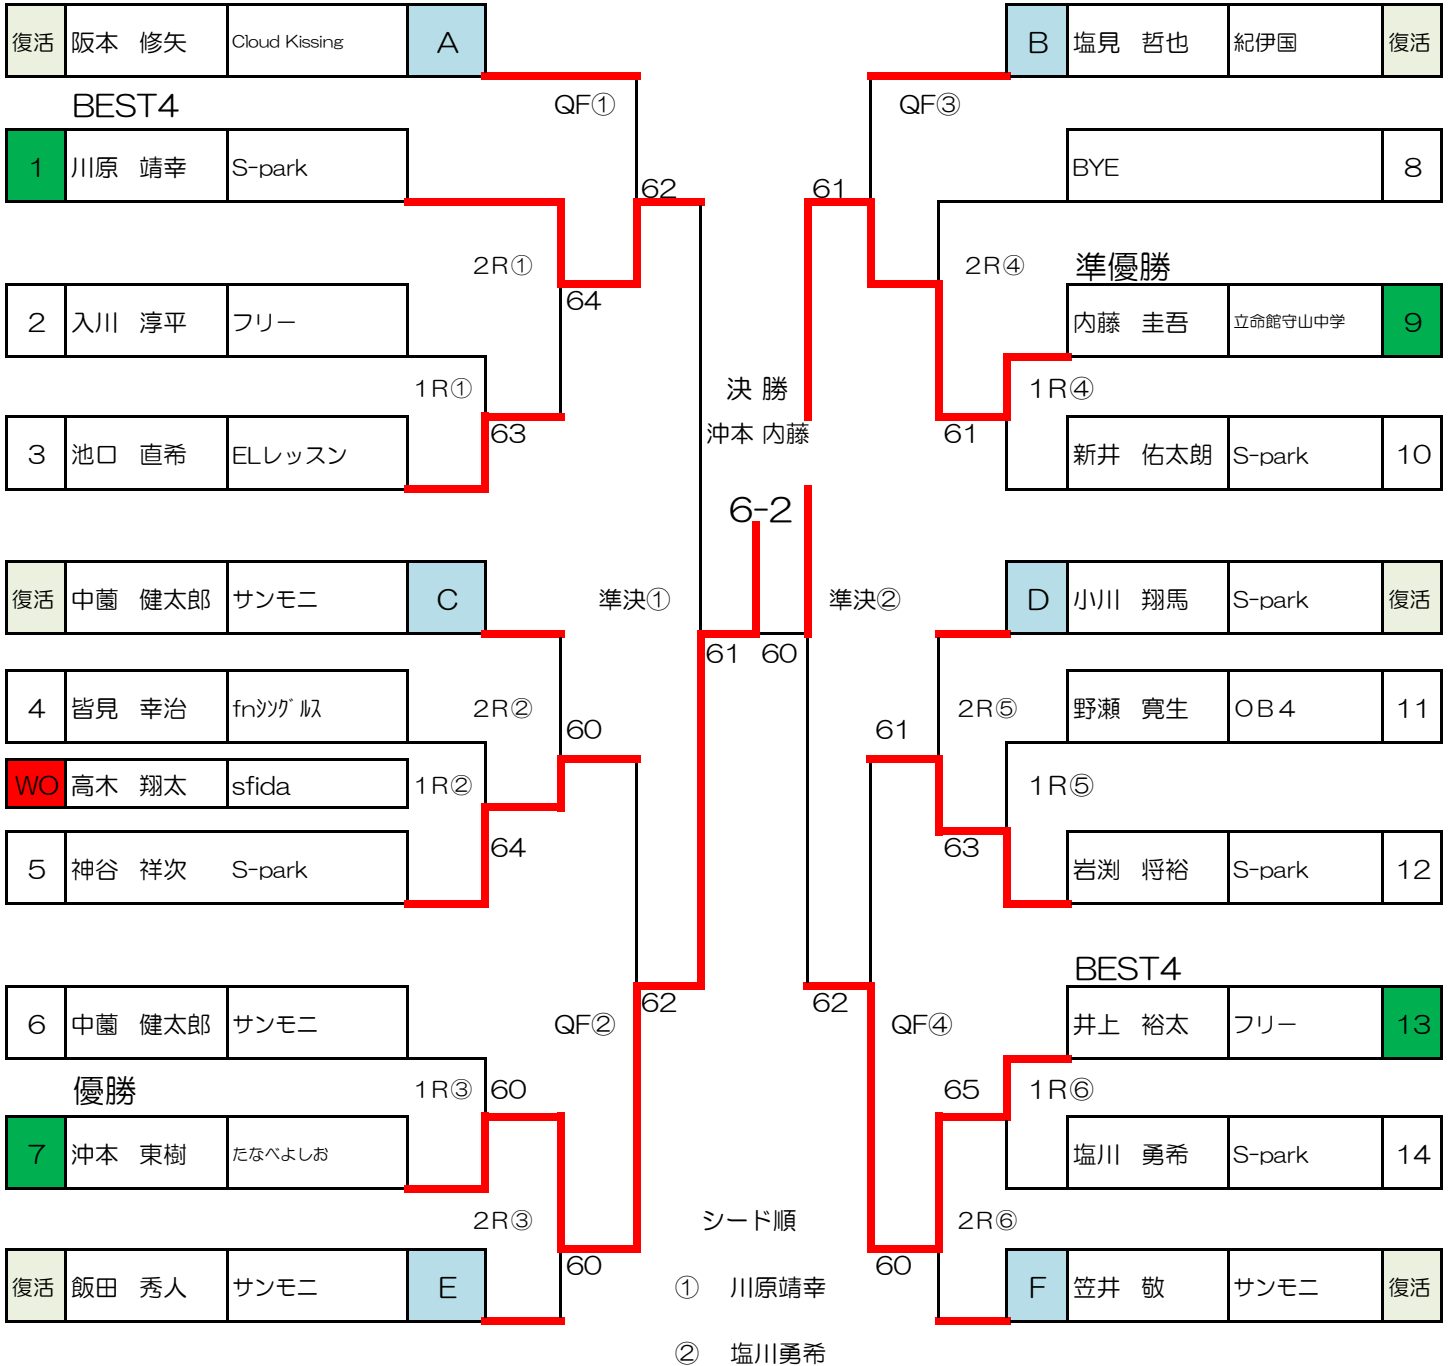 復活 阪本 修矢 Cloud Kissing A
B 塩見 哲也 紀伊国 復活
BEST4
QF①
QF③
1 川原 靖幸 S-park
BYE 8
62
61
2R①
2R④
準優勝
64
2 入川 淳平 フリー
内藤 圭吾 立命館守山中学 9
1R①
決 勝
1R④
63
沖本 内藤
61
3 池口 直希 ELレッスン
新井 佑太朗 S-park 10
6-2
復活 中薗 健太郎 サンモニ C
準決①
準決②
D 小川 翔馬 S-park 復活
61 60
4 皆見 幸治 fnｼﾝｸﾞﾙｽ
2R②
60
61
2R⑤
野瀬 寛生 OB4 11
WO 高木 翔太 sfida
1R②
1R⑤
64
63
5 神谷 祥次 S-park
岩渕 将裕 S-park 12
BEST4
62
62
6 中薗 健太郎 サンモニ
QF②
QF④
井上 裕太 フリー 13
優勝
1R③ 60
65 1R⑥
7 沖本 東樹 たなべよしお
塩川 勇希 S-park 14
2R③
シード順
2R⑥
60
60
復活 飯田 秀人 サンモニ E
① 川原靖幸
F 笠井 敬 サンモニ 復活
② 塩川勇希